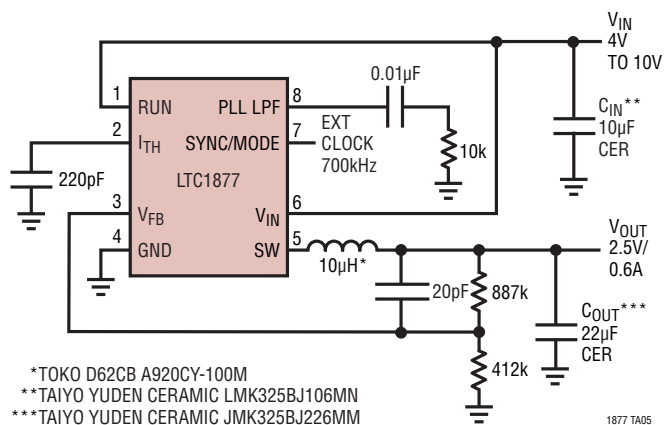 VIN
4V
TO 10V
0.01µF
1
RUN
PLL LPF
8
CIN**
10µF
CER
2
ITH
SYNC/MODE
7
EXT
CLOCK
700kHz
10k
220pF
LTC1877
3
VFB
VIN
6
4
GND
SW
5
VOUT
2.5V/
0.6A
10µH*
20pF
887k
COUT***
22µF
CER
412k
*TOKO D62CB A920CY-100M
**TAIYO YUDEN CERAMIC LMK325BJ106MN
***TAIYO YUDEN CERAMIC JMK325BJ226MM
1877 TA05